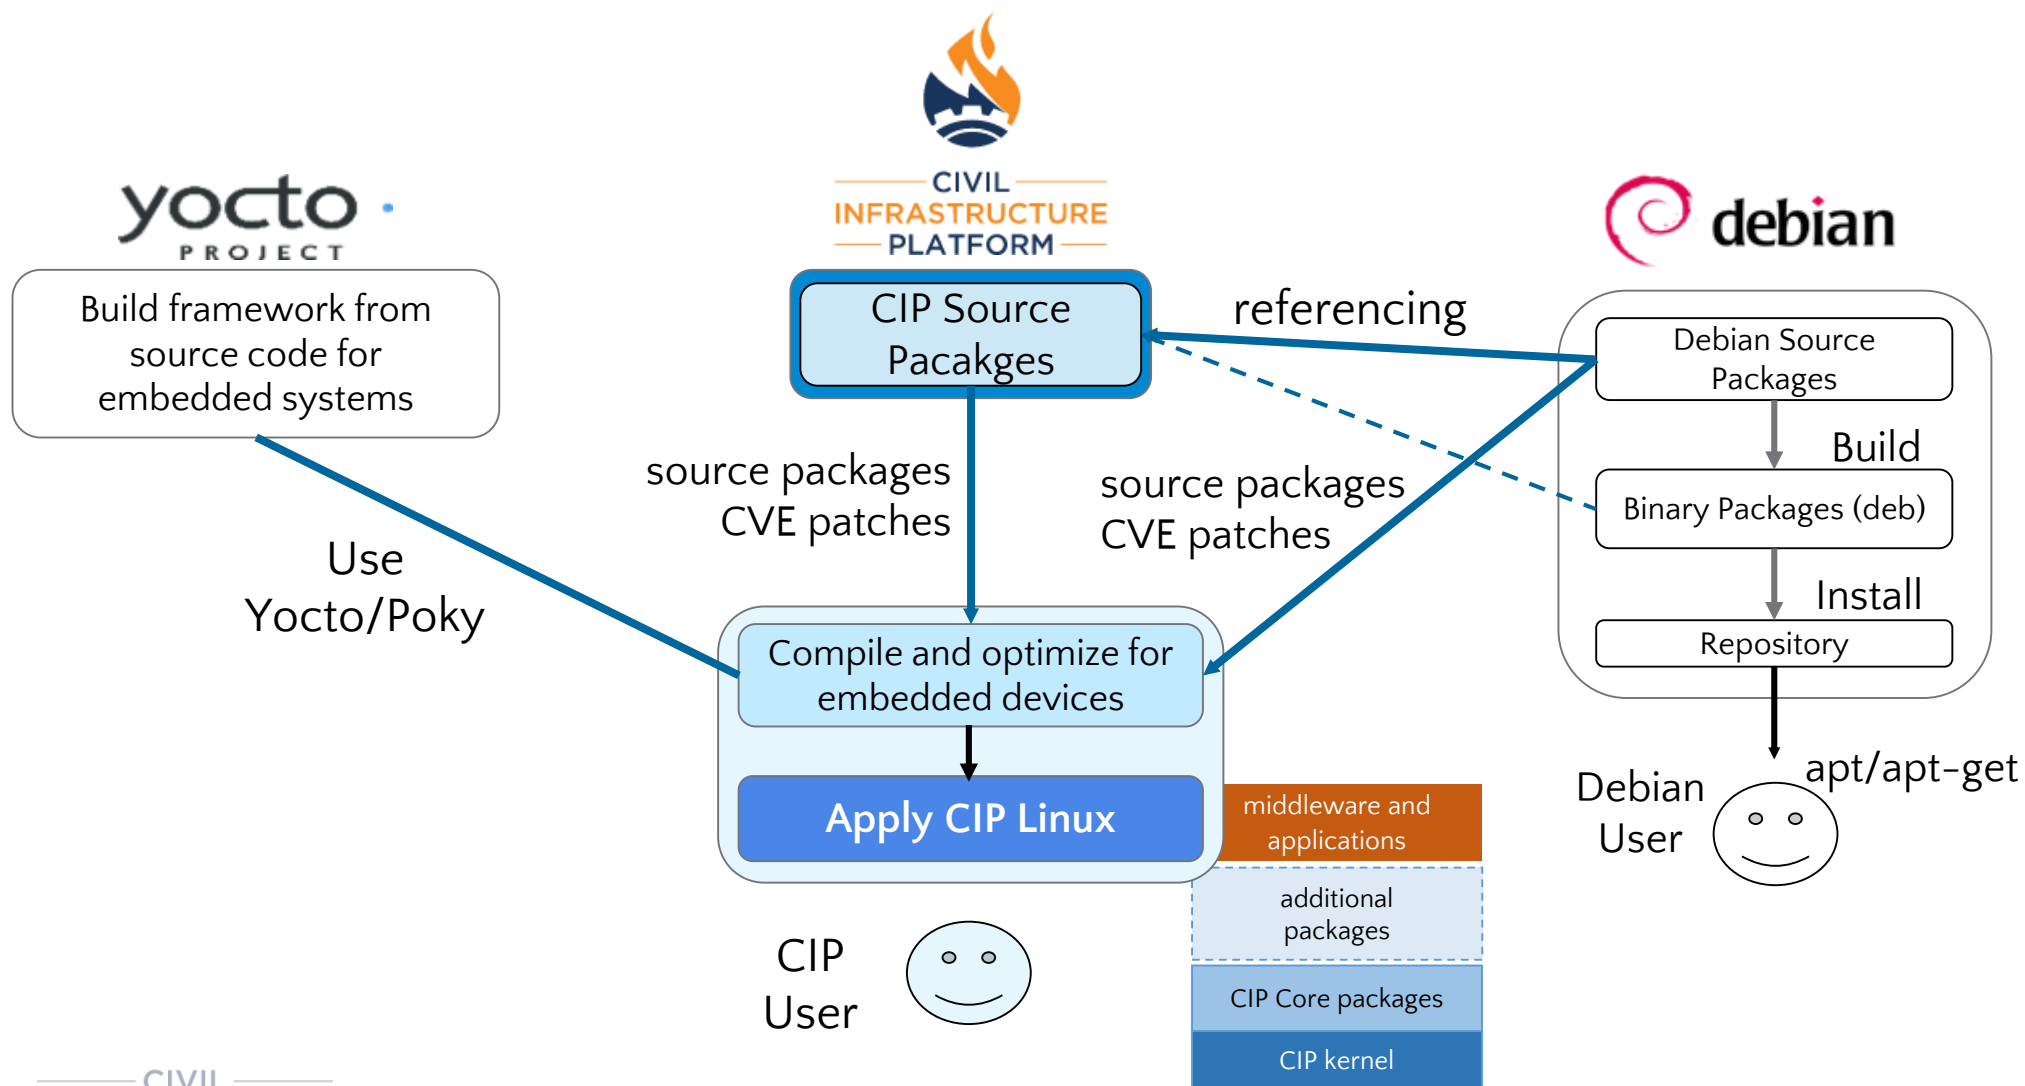 CIVIL
INFRASTRUCTURE
PLATFORM
yocto
PROJECT
debian
Build framework from
source code for
embedded systems
CIP Source
Pacakges
referencing
Debian Source
Packages
Build
source packages
CVE patches
source packages
CVE patches
Binary Packages (deb)
Use
Yocto/Poky
Install
Repository
Compile and optimize for
embedded devices
Apply CIP Linux
apt/apt-get
Debian
User
middleware and
applications
additional
packages
CIP
User
CIP Core packages
CIP kernel
CIVIL